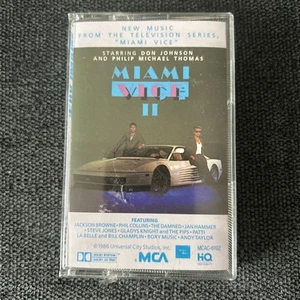 NEW MUSIC
FROM THE TELEVISION SERIES,
"MIAMI VICE"
STARRING DON JOHNSON
AND PHILIP MICHAEL THOMAS
MIAMI
VICE
II
FEATURING
JACKSON BROWNE • PHIL COLLINS • THE DAMNED • JAN HAMMER
• STEVE JONES • GLADYS KNIGHT and THE PIPS • PATTI
LA BELLE and BILL CHAMPLIN • ROXY MUSIC • ANDY TAYLOR
© 1986 Universal City Studios, Inc.
MCAC-6192
MCA
HQ